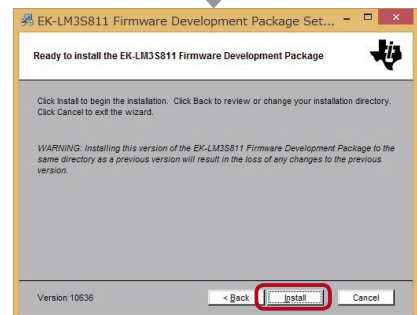 EK-LM3S811 Firmware Development Package Set...
Ready to install the EK-LM3S811 Firmware Development Package
Click Install to begin the installation. Click Back to review or change your installation directory.
Click Cancel to exit the wizard.
WARNING: Installing this version of the EK-LM3S811 Firmware Development Package to the
same directory as a previous version will result in the loss of any changes to the previous
version.
Version 10636
< Back
Install
Cancel